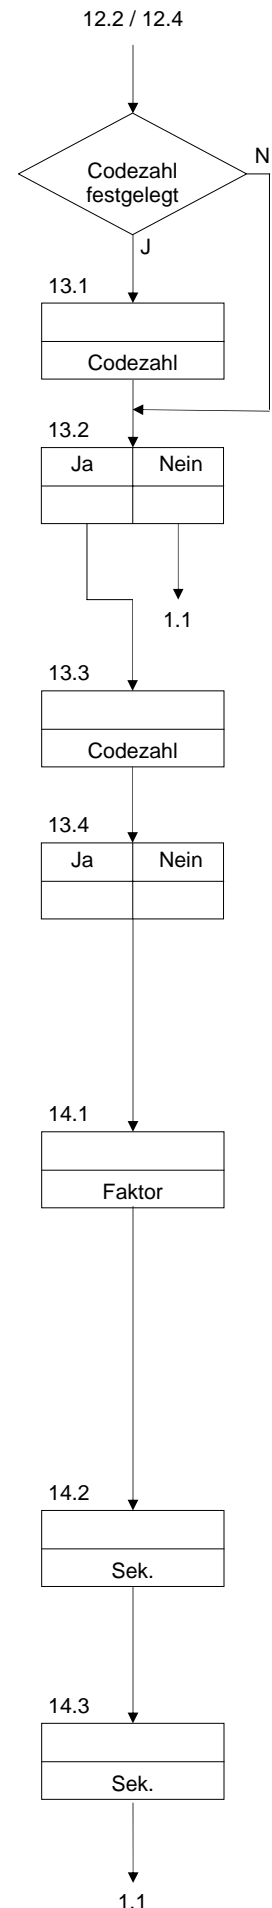 12.2 / 12.4
Codezahl
festgelegt
N
J
13.1
Codezahl
13.2
Ja Nein
1.1
13.3
Codezahl
13.4
Ja Nein
14.1
Faktor
14.2
Sek.
14.3
Sek.
1.1